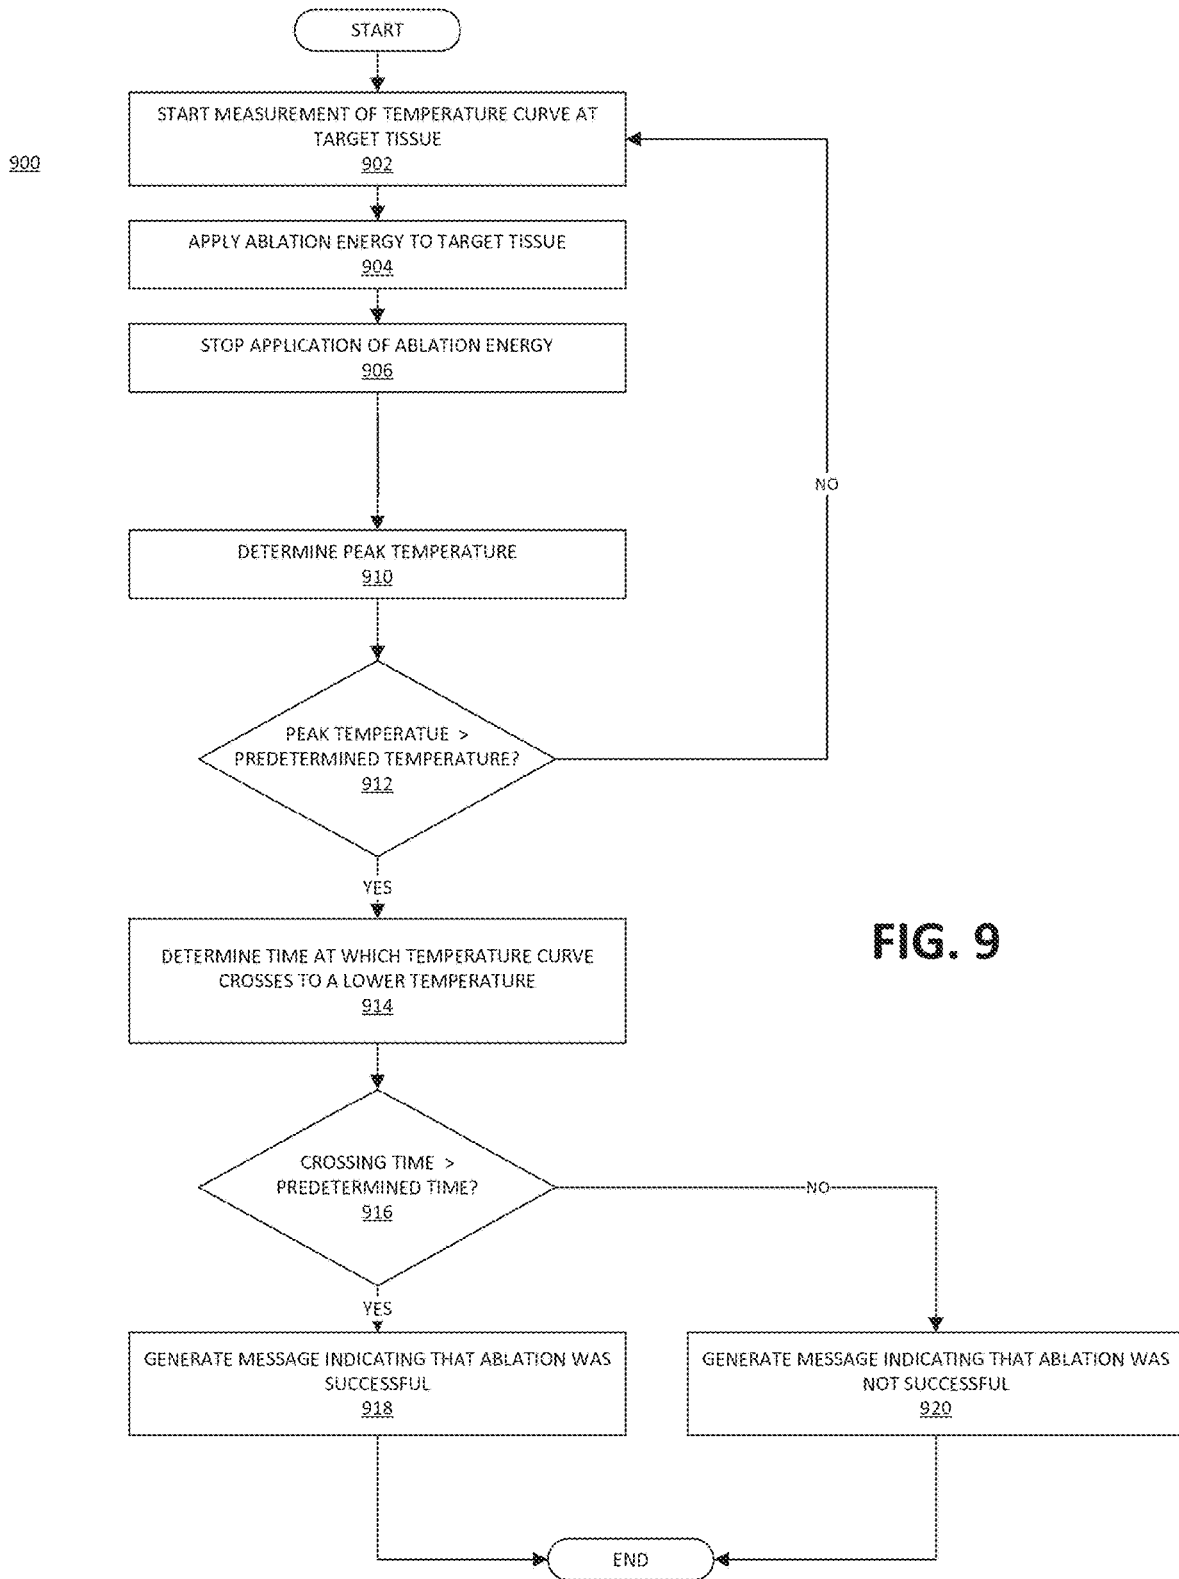 START
START MEASUREMENT OF TEMPERATURE CURVE AT
TARGET TISSUE
902
900
APPLY ABLATION ENERGY TO TARGET TISSUE
904
STOP APPLICATION OF ABLATION ENERGY
906
NO
DETERMINE PEAK TEMPERATURE
910
PEAK TEMPERATUE >
PREDETERMINED TEMPERATURE?
912
YES
DETERMINE TIME AT WHICH TEMPERATURE CURVE
CROSSES TO A LOWER TEMPERATURE
914
FIG. 9
CROSSING TIME >
PREDETERMINED TIME?
916
NO
YES
GENERATE MESSAGE INDICATING THAT ABLATION WAS
SUCCESSFUL
918
GENERATE MESSAGE INDICATING THAT ABLATION WAS
NOT SUCCESSFUL
920
END